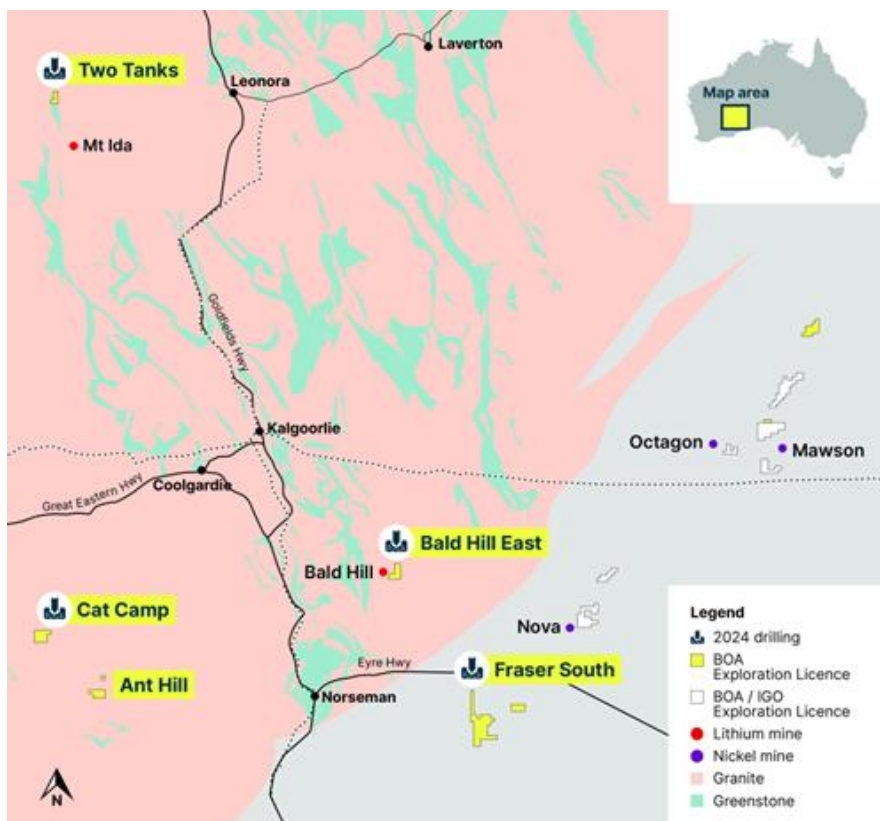 Two Tanks
Laverton
Leonora
Map area
Mt Ida
Goldfields Hwy
Kalgoorlie
Octagon
Mawson
Great Eastern Hwy
Coolgardie
Bald Hill East
Bald Hill
Cat Camp
Nova
Ant Hill
Eyre Hwy
Fraser South
Norseman
N
Legend
2024 drilling
BOA
Exploration Licence
BOA / IGO
Exploration Licence
Lithium mine
Nickel mine
Granite
Greenstone